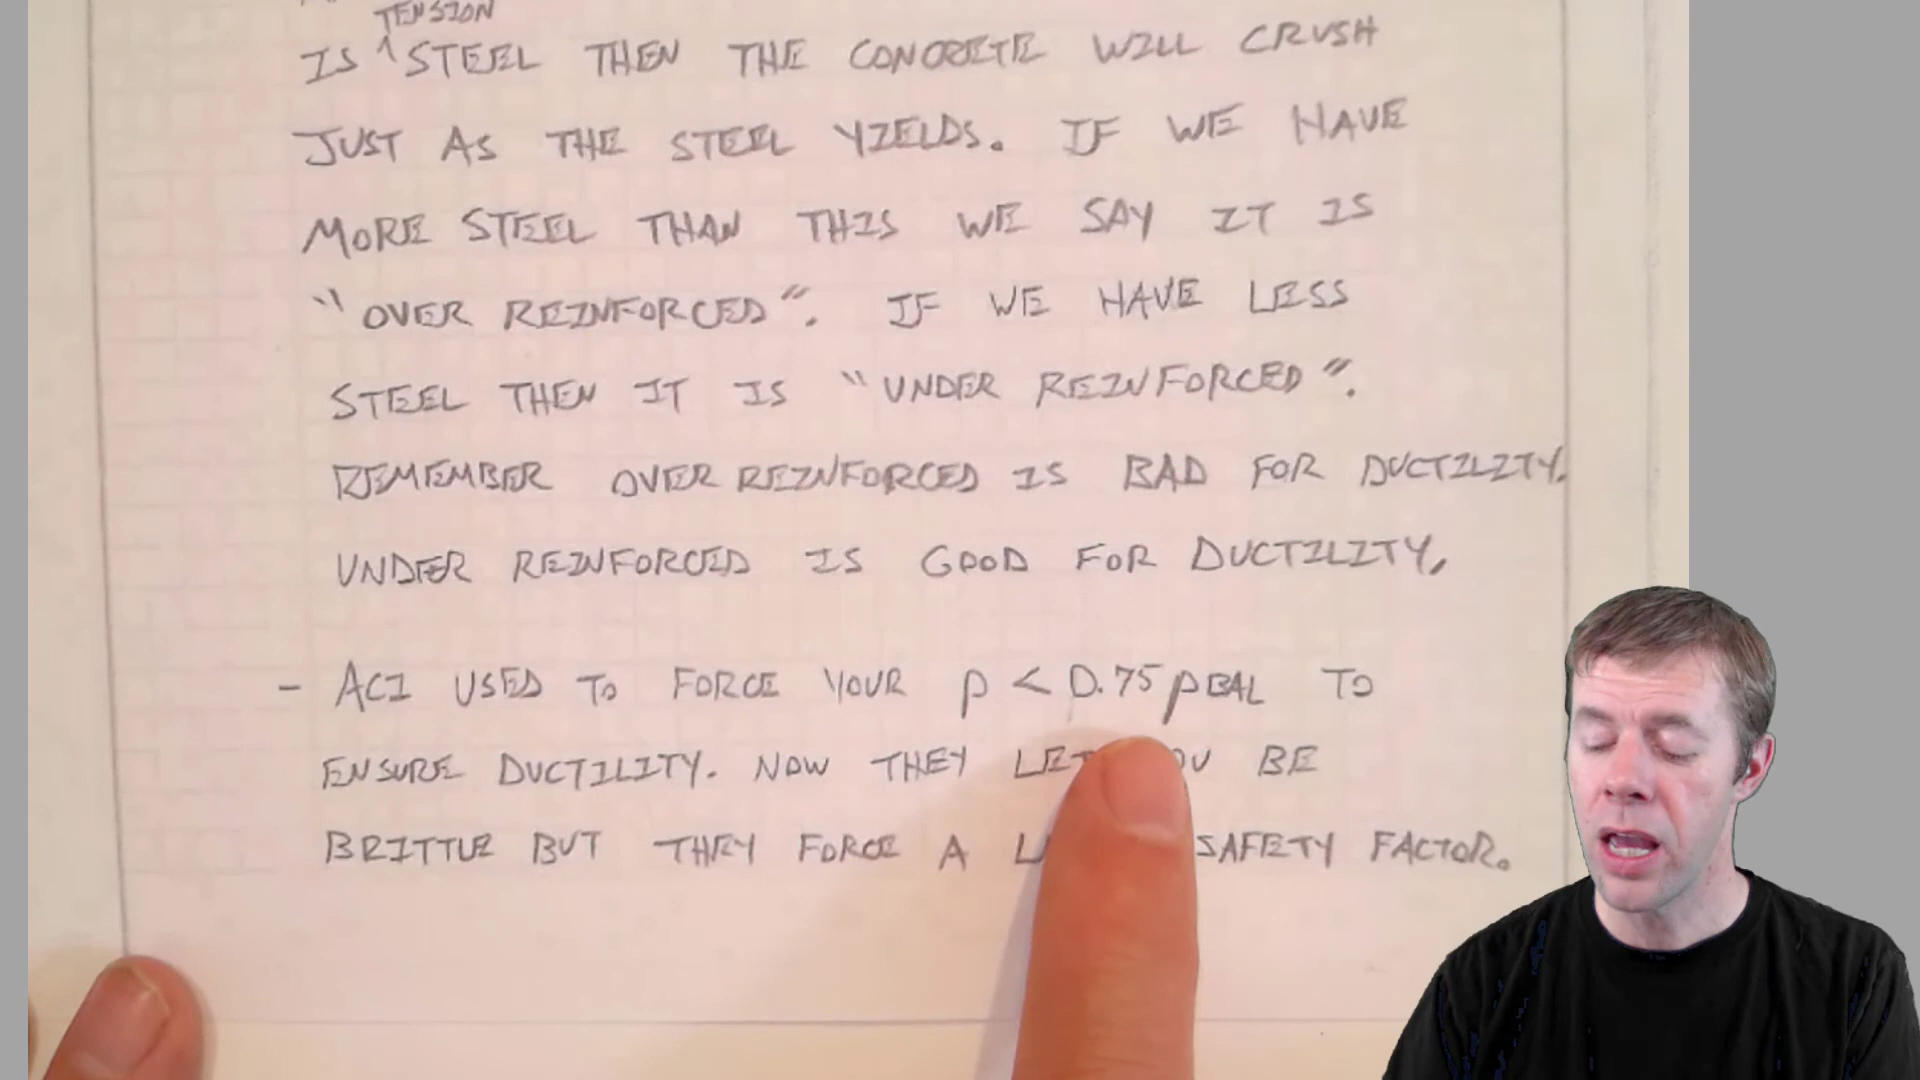 TENSION
IS ^ STEEL THEN THE CONCRETE WILL CRUSH
JUST AS THE STEEL YIELDS. IF WE HAVE
MORE STEEL THAN THIS WE SAY IT IS
"OVER REINFORCED". IF WE HAVE LESS
STEEL THEN IT IS "UNDER REINFORCED".
REMEMBER OVER REINFORCED IS BAD FOR DUCTILITY.
UNDER REINFORCED IS GOOD FOR DUCTILITY.
- ACI USED TO FORCE YOUR ρ < 0.75 ρBAL TO
ENSURE DUCTILITY. NOW THEY LET BE
BRITTLE BUT THEY FORCE A SAFETY FACTOR.